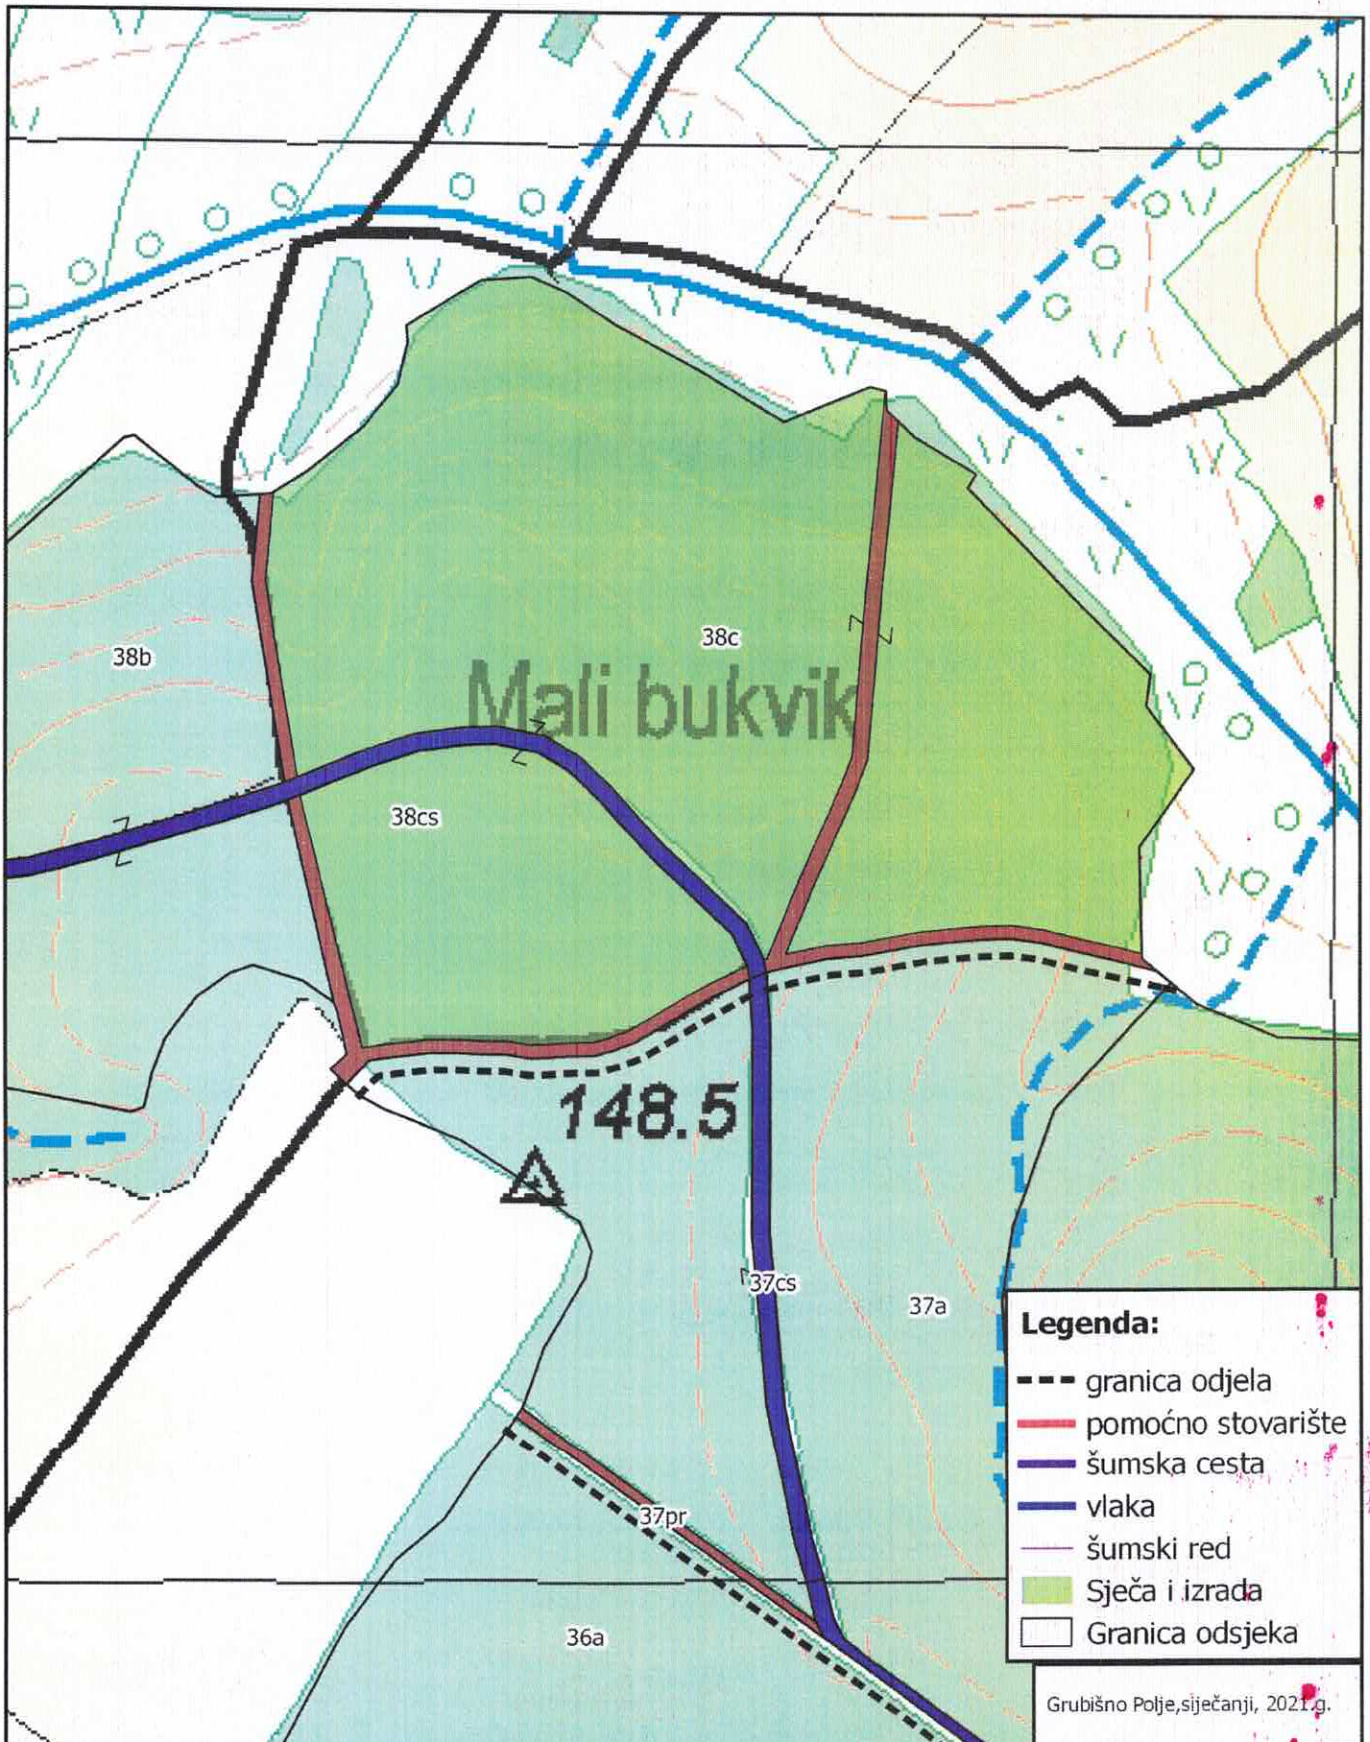 38c
38b
Mali bukvik
38cs
148.5
37cs
37a
Legenda:
granica odjela
pomoćno stovarište
šumska cesta
vlaka
šumski red
Sječa i izrada
Granica odsjeka
37pr
36a
Grubišno Polje,siječanji, 2021.g.